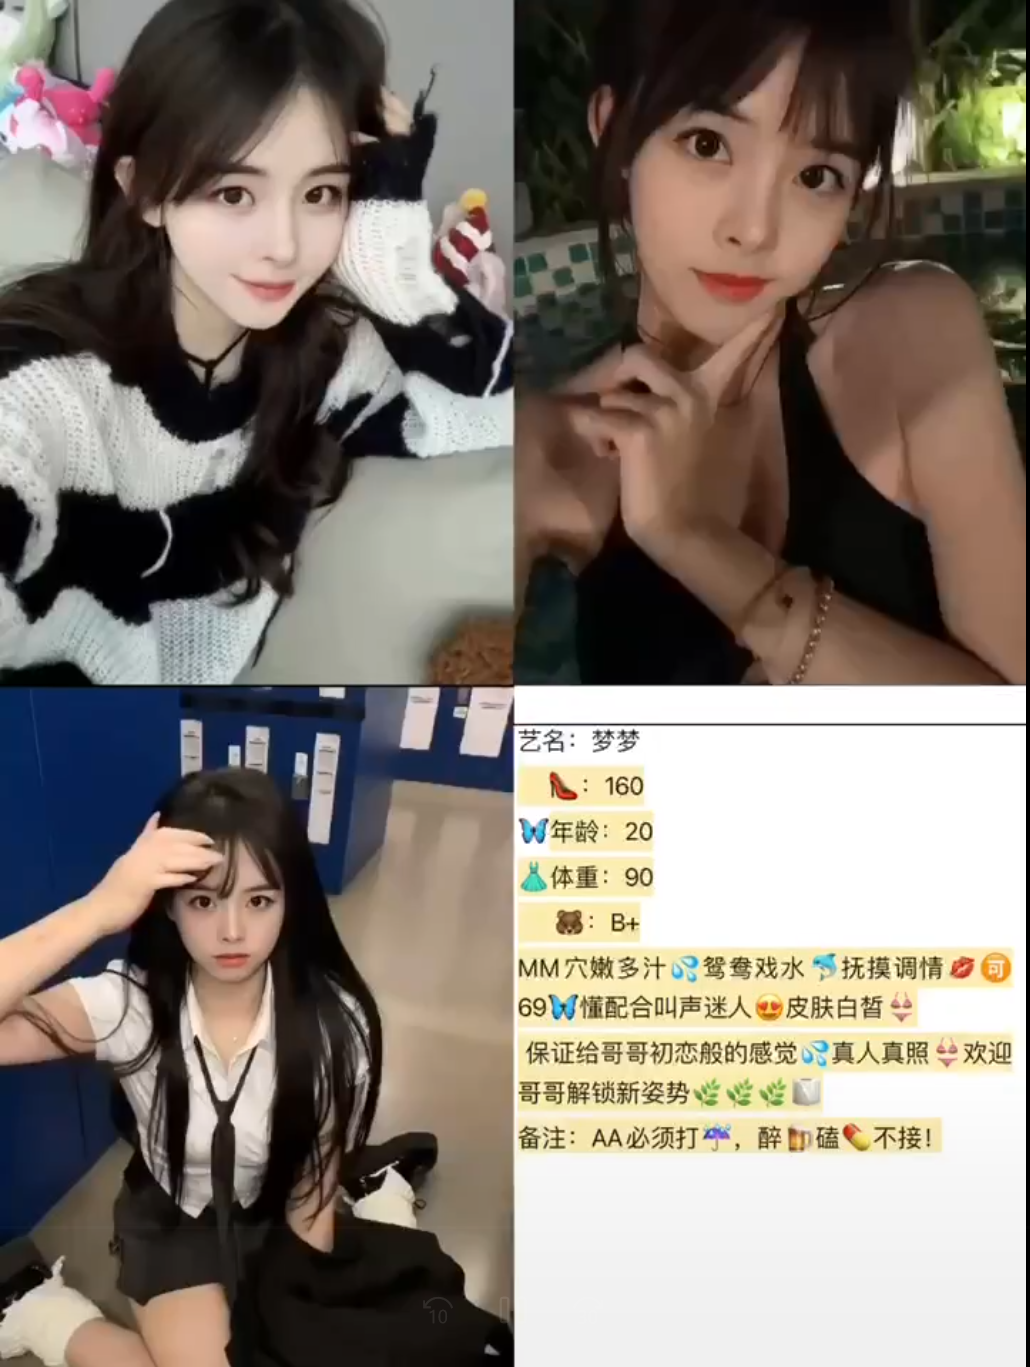 艺名：梦梦
👠：160
🦋年龄：20
👗体重：90
🐻：B+
MM穴嫩多汁💦鸳鸯戏水🐬抚摸调情💋🉑
69🦋懂配合叫声迷人😍皮肤白皙👙
保证给哥哥初恋般的感觉💦真人真照👙欢迎
哥哥解锁新姿势🌿🌿🌿
备注：AA必须打☔，醉🍺磕💊不接！
10